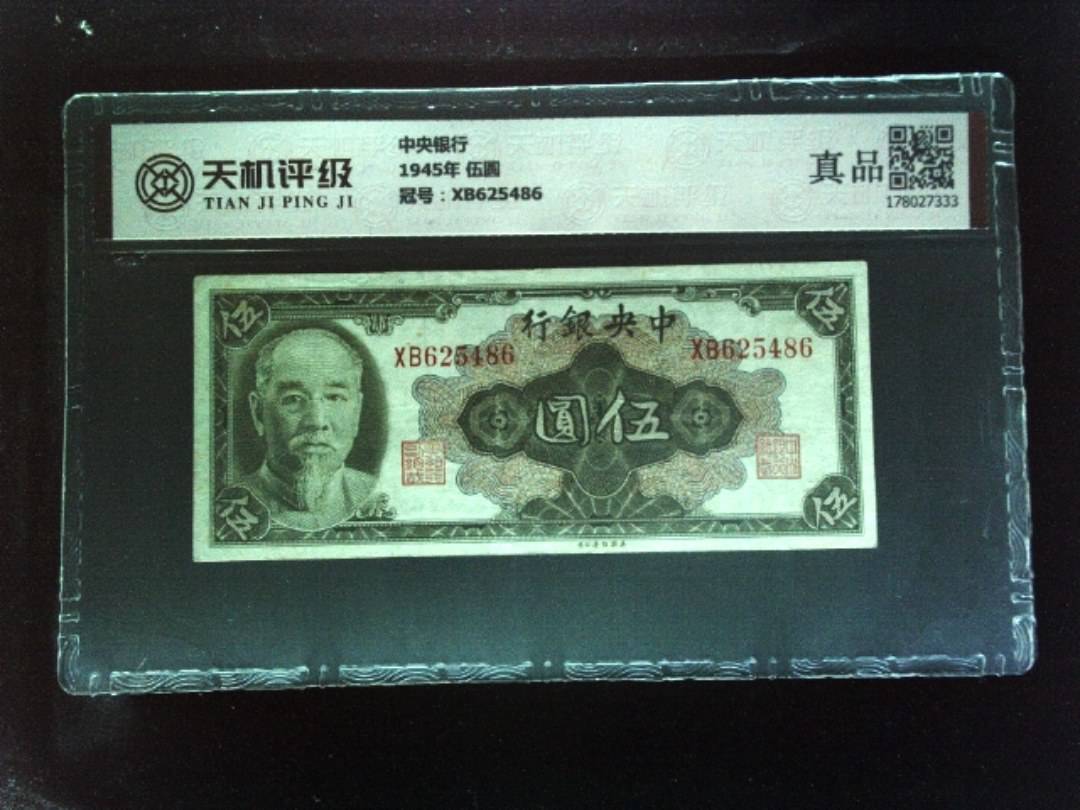 天机评级
TIAN JI PING JI
中央银行
1945年 伍圓
冠号：XB625486
真品
178027333
伍
伍
行銀央中
XB625486
XB625486
伍圓
伍
伍